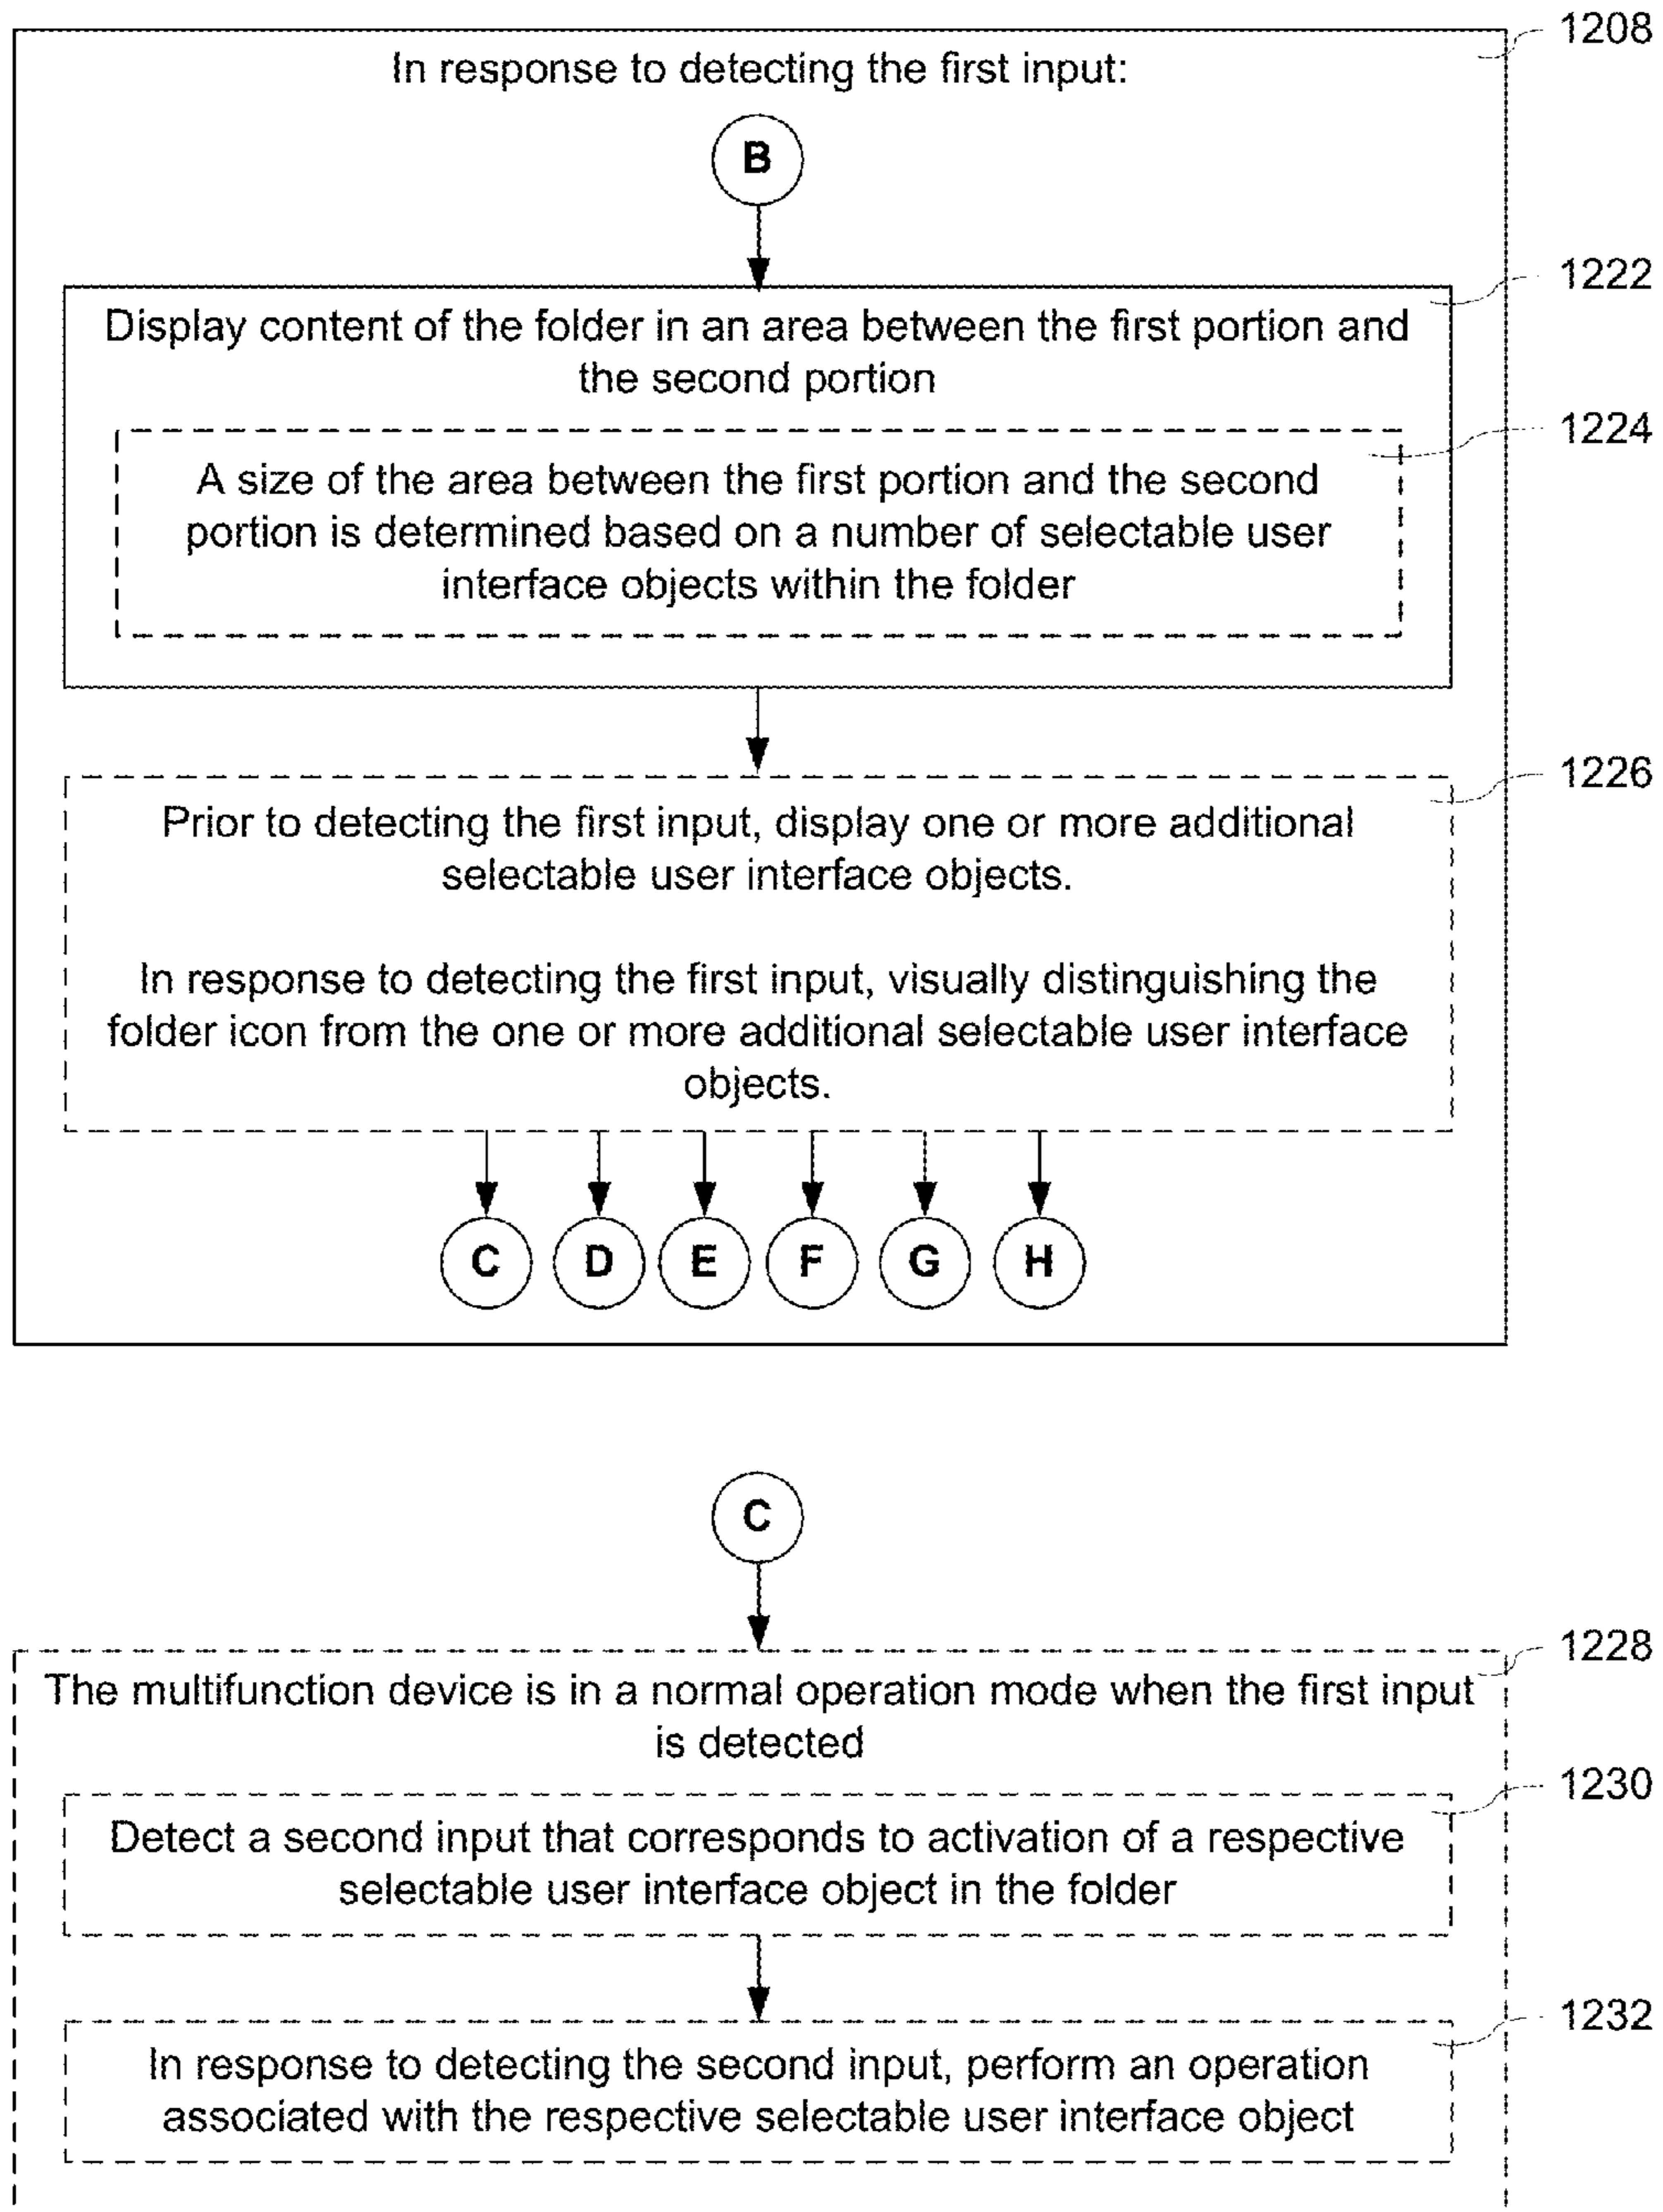 1208
In response to detecting the first input:
B
1222
Display content of the folder in an area between the first portion and
the second portion
1224
A size of the area between the first portion and the second
portion is determined based on a number of selectable user
interface objects within the folder
1226
Prior to detecting the first input, display one or more additional
selectable user interface objects.
In response to detecting the first input, visually distinguishing the
folder icon from the one or more additional selectable user interface
objects.
C D E F G H
C
1228
The multifunction device is in a normal operation mode when the first input
is detected
1230
Detect a second input that corresponds to activation of a respective
selectable user interface object in the folder
1232
In response to detecting the second input, perform an operation
associated with the respective selectable user interface object